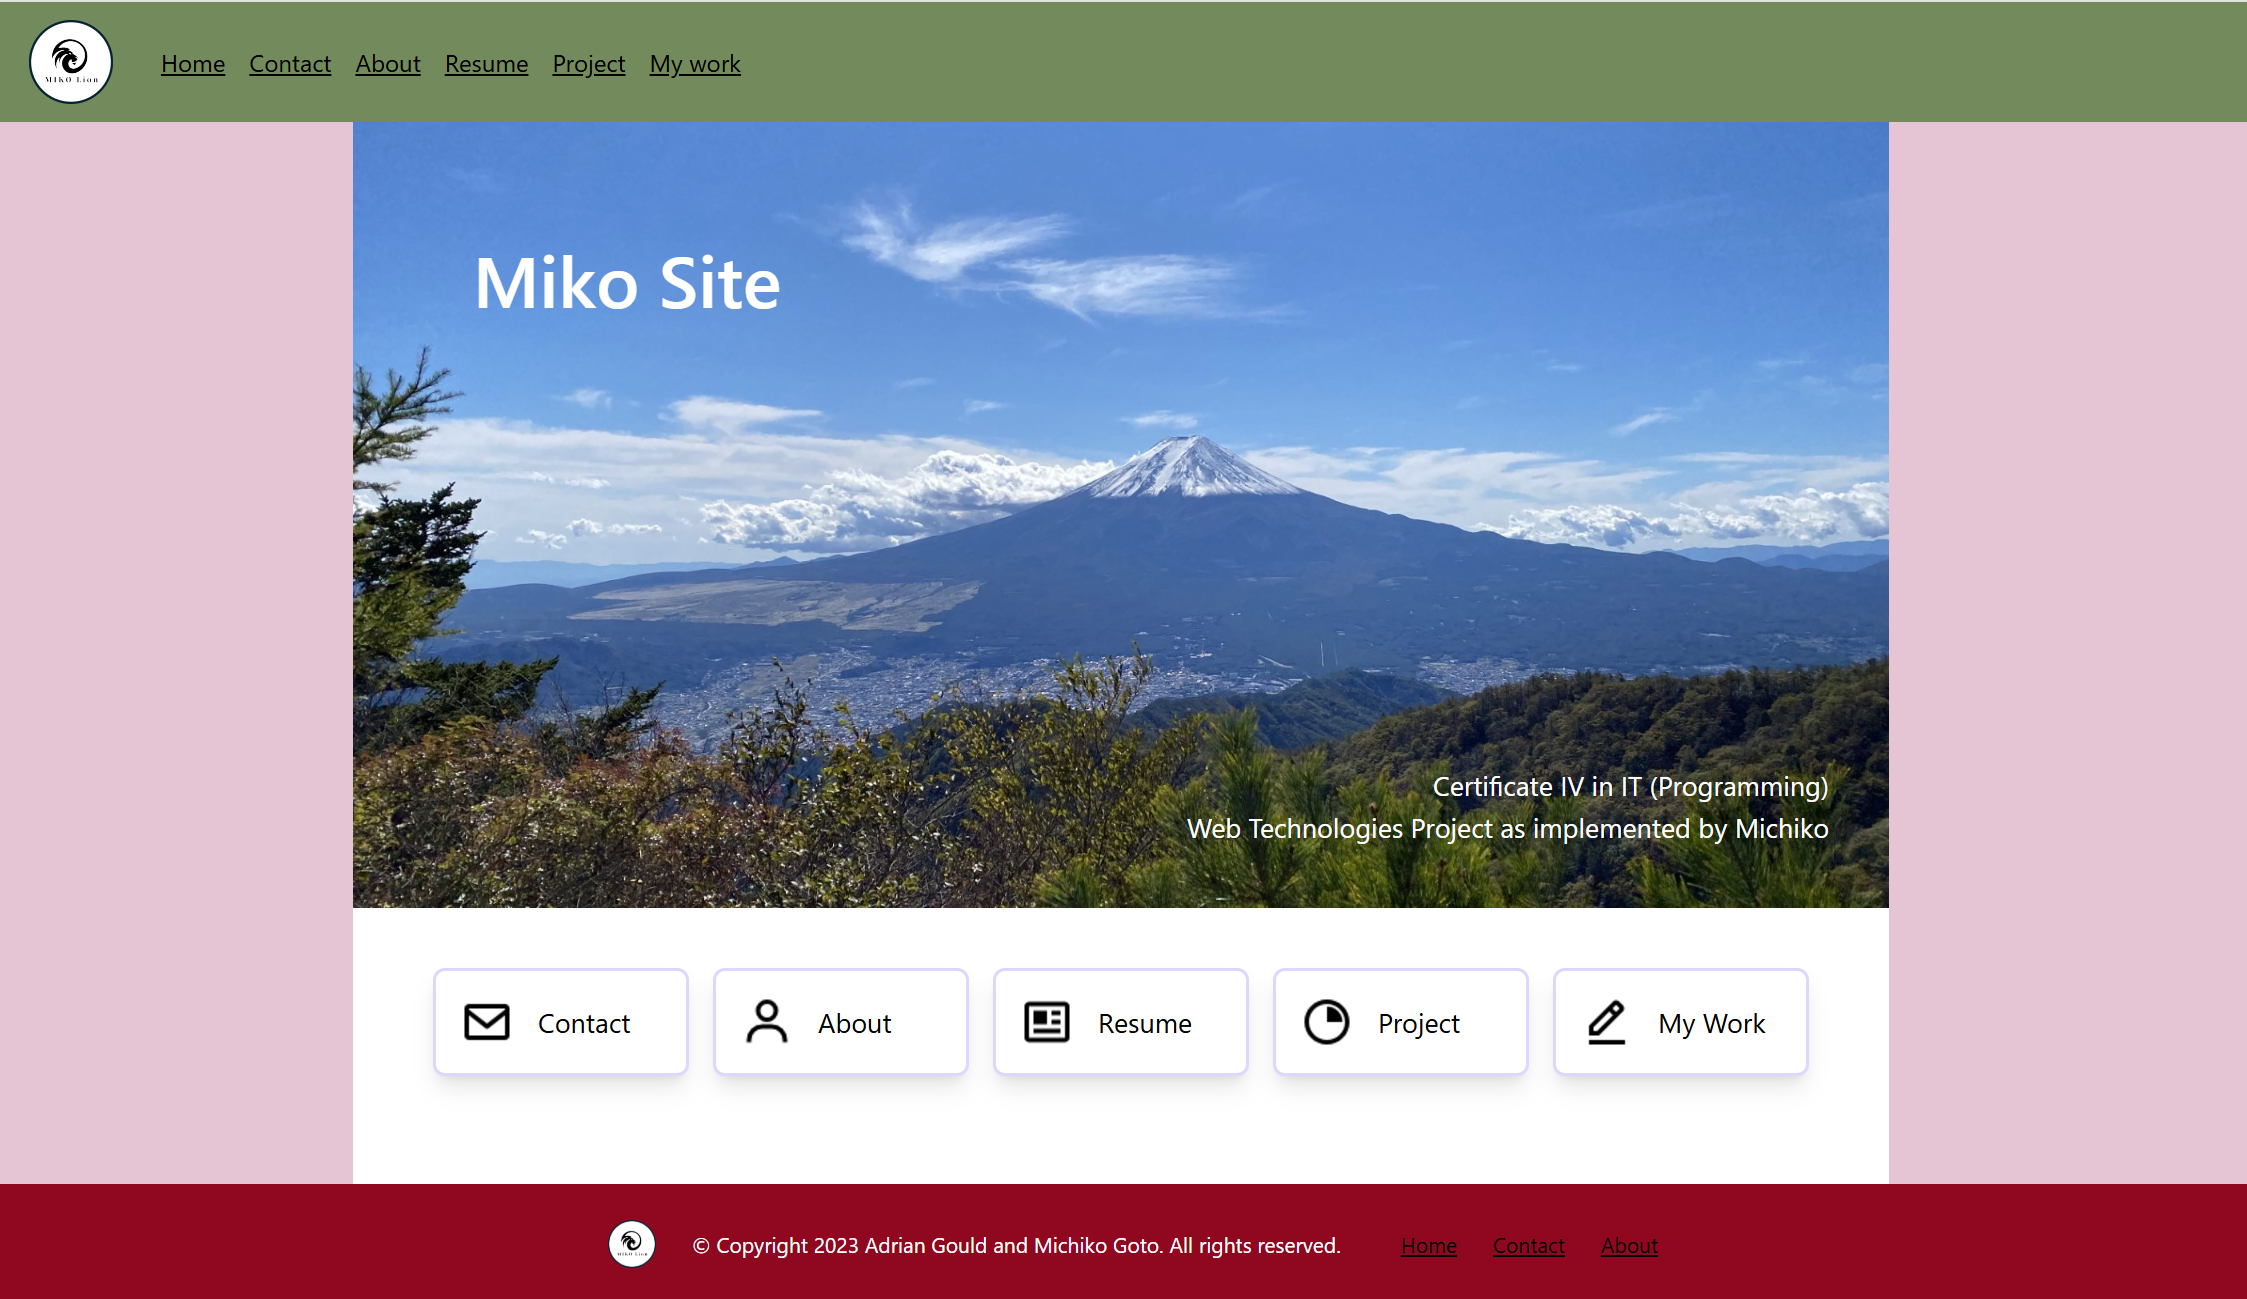 MIKO Lion
Home Contact About Resume Project My work
Miko Site
Certificate IV in IT (Programming)
Web Technologies Project as implemented by Michiko
Contact About Resume Project My Work
MIKO Lion
© Copyright 2023 Adrian Gould and Michiko Goto. All rights reserved. Home Contact About